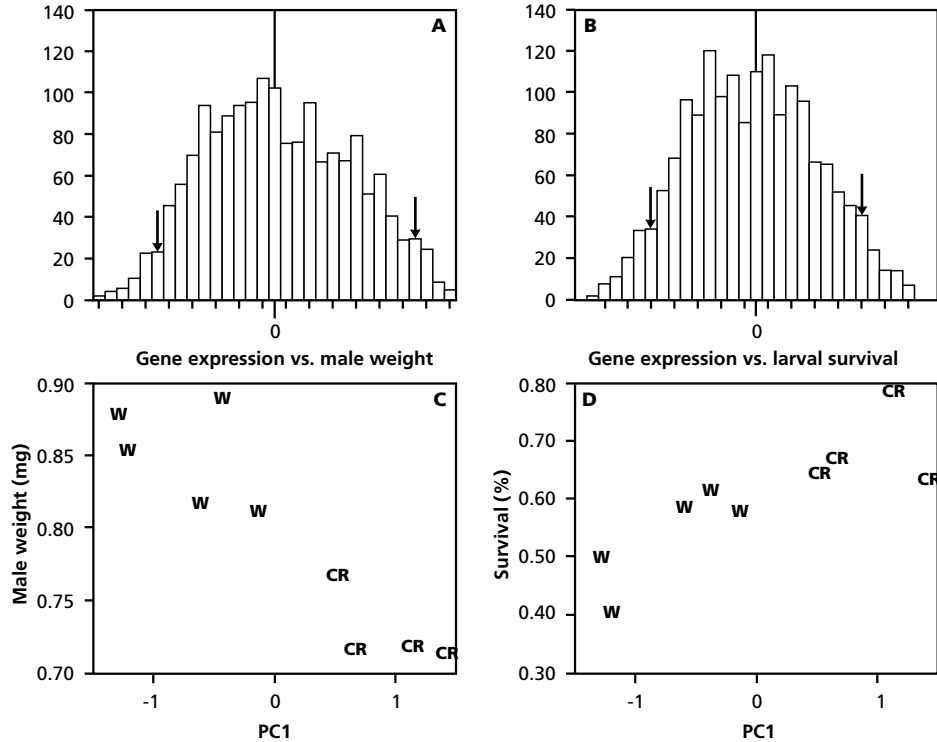 A
140
120
100
80
60
40
20
0
0
Gene expression vs. male weight
B
140
120
100
80
60
40
20
0
0
Gene expression vs. larval survival
C
Male weight (mg)
0.90
0.85
0.80
0.75
0.70
W
W
W
W
W
CR
CR
CR
CR
-1
0
1
PC1
D
Survival (%)
0.80
0.70
0.60
0.50
0.40
0.30
CR
CR
CR
CR
W
W
W
W
W
-1
0
1
PC1